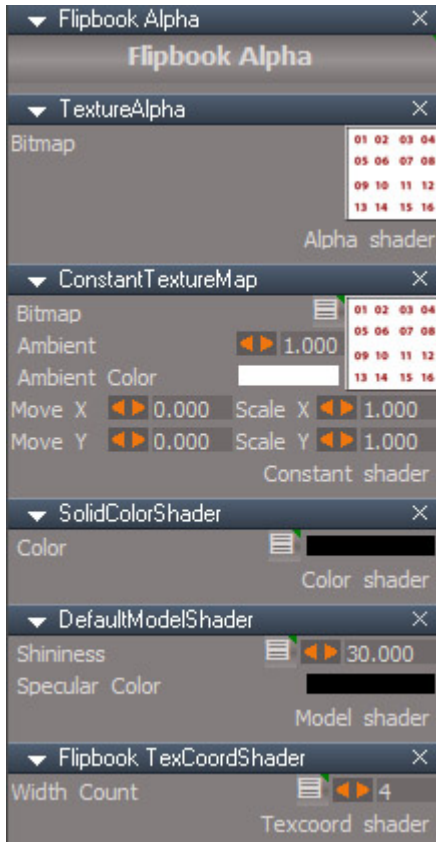 Flipbook Alpha
Flipbook Alpha
TextureAlpha
Bitmap
01 02 03 04
05 06 07 08
09 10 11 12
13 14 15 16
Alpha shader
ConstantTextureMap
Bitmap
01 02 03 04
05 06 07 08
09 10 11 12
13 14 15 16
Ambient 1.000
Ambient Color
Move X 0.000 Scale X 1.000
Move Y 0.000 Scale Y 1.000
Constant shader
SolidColorShader
Color
Color shader
DefaultModelShader
Shininess 30.000
Specular Color
Model shader
Flipbook TexCoordShader
Width Count 4
Texcoord shader